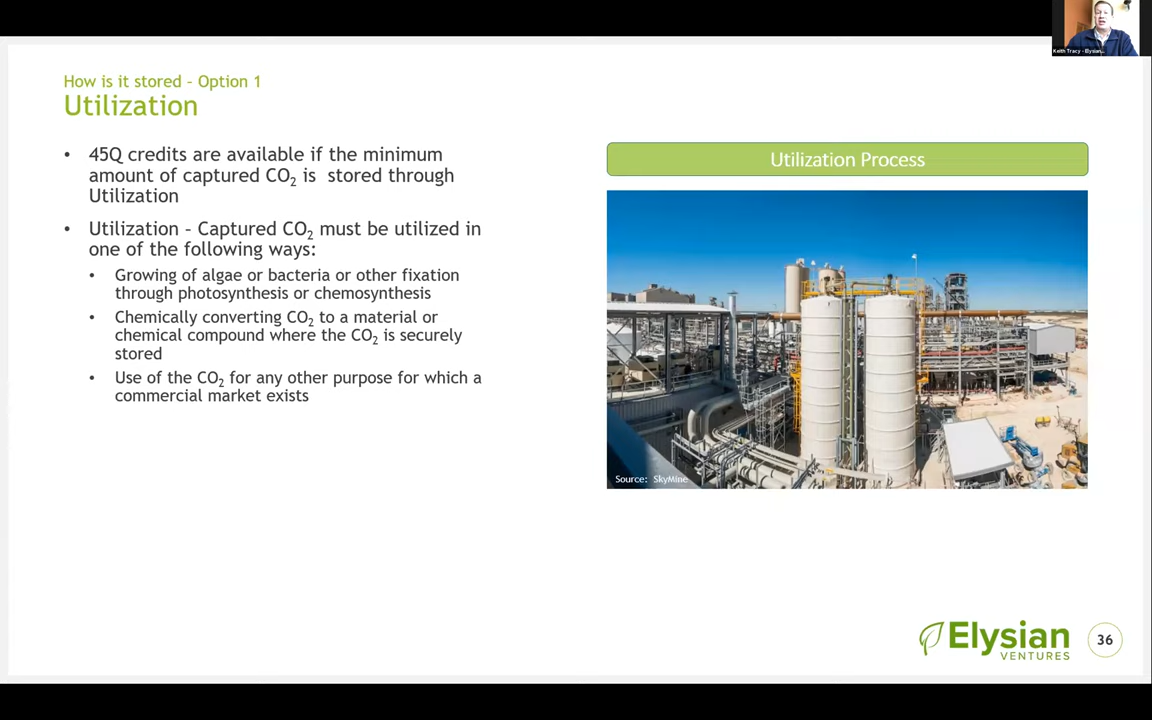 Keith Tracy - Elysian...
How is it stored – Option 1
Utilization
• 45Q credits are available if the minimum
amount of captured CO₂ is stored through
Utilization
• Utilization – Captured CO₂ must be utilized in
one of the following ways:
• Growing of algae or bacteria or other fixation
through photosynthesis or chemosynthesis
• Chemically converting CO₂ to a material or
chemical compound where the CO₂ is securely
stored
• Use of the CO₂ for any other purpose for which a
commercial market exists
Utilization Process
Source: SkyMine
Elysian
VENTURES
36